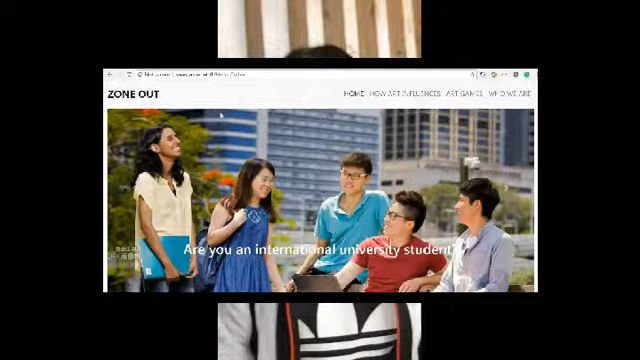 ZONE OUT
HOME HOW ART INFLUENCES ART GAMES WHO WE ARE
Are you an international university student